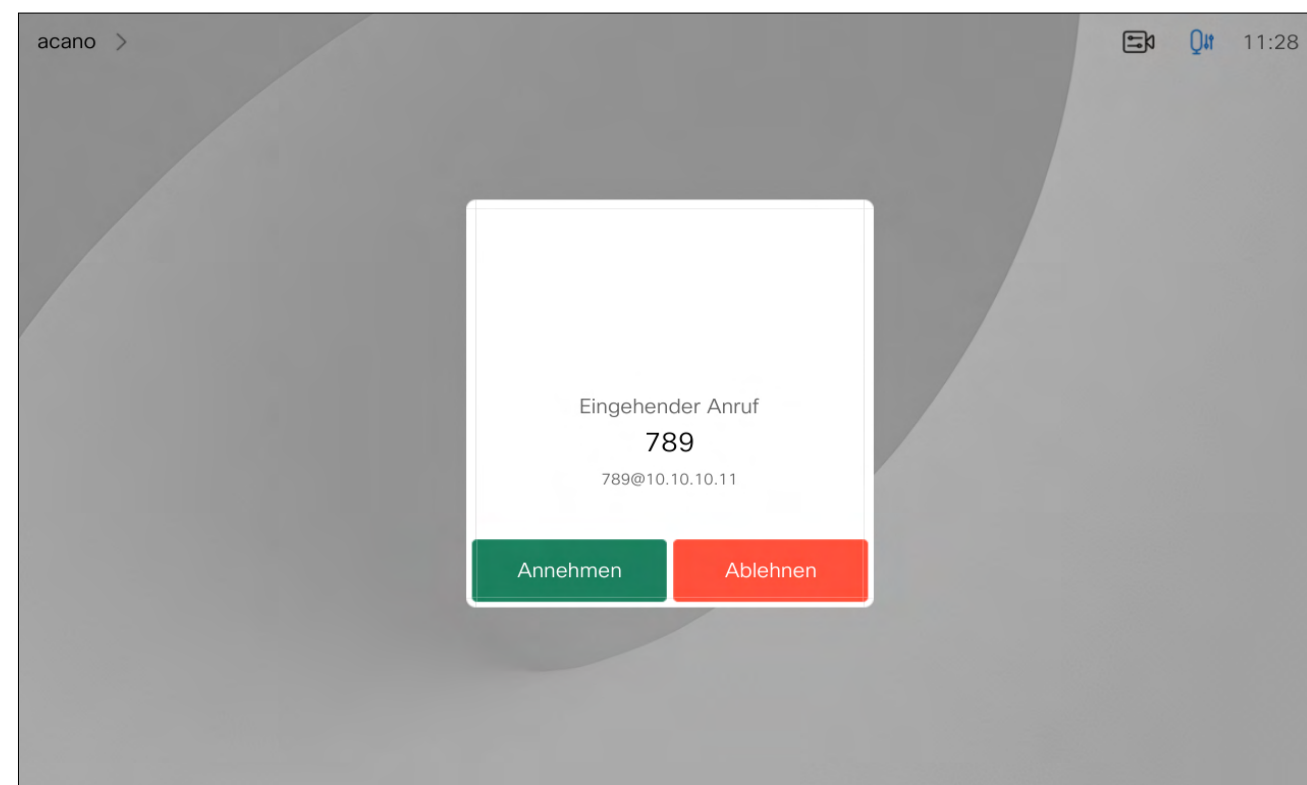 acano
11:28
Eingehender Anruf
789
789@10.10.10.11
Annehmen
Ablehnen